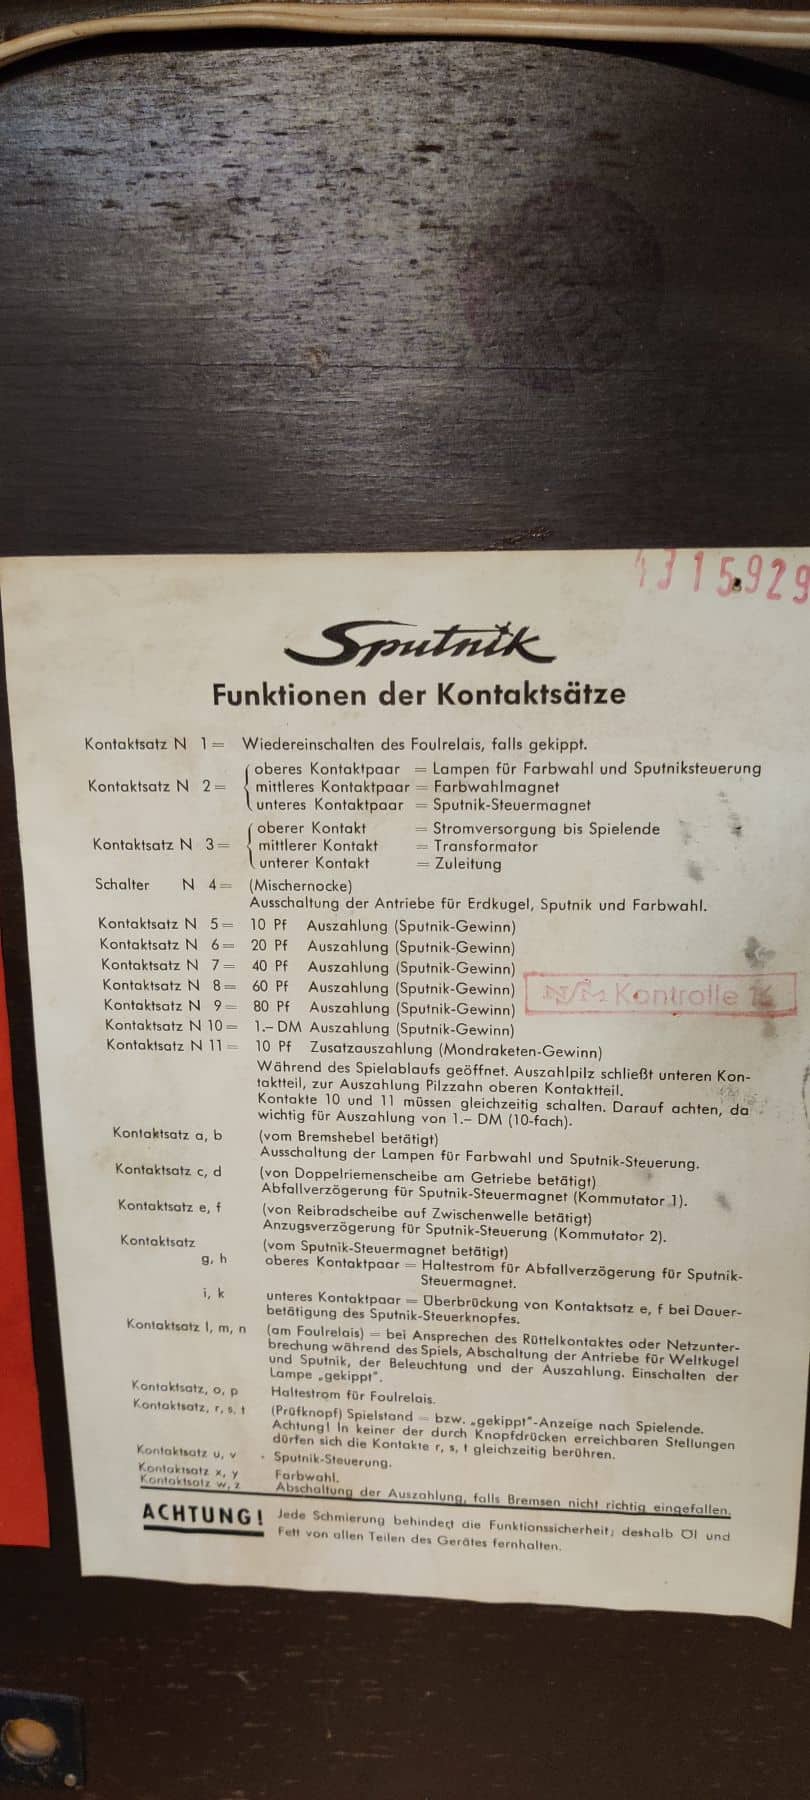 315929
Sputnik
Funktionen der Kontaktsätze
Kontaktsatz N 1 = Wiedereinschalten des Foulrelais, falls gekippt.
Kontaktsatz N 2 = oberes Kontaktpaar = Lampen für Farbwahl und Sputniksteuerung
mittleres Kontaktpaar = Farbwahlmagnet
unteres Kontaktpaar = Sputnik-Steuermagnet
Kontaktsatz N 3 = oberer Kontakt = Stromversorgung bis Spielende
mittlerer Kontakt = Transformator
unterer Kontakt = Zuleitung
Schalter N 4 = (Mischernocke)
Ausschaltung der Antriebe für Erdkugel, Sputnik und Farbwahl.
Kontaktsatz N 5 = 10 Pf Auszahlung (Sputnik-Gewinn)
Kontaktsatz N 6 = 20 Pf Auszahlung (Sputnik-Gewinn)
Kontaktsatz N 7 = 40 Pf Auszahlung (Sputnik-Gewinn)
Kontaktsatz N 8 = 60 Pf Auszahlung (Sputnik-Gewinn)
Kontaktsatz N 9 = 80 Pf Auszahlung (Sputnik-Gewinn)
Kontaktsatz N 10 = 1.– DM Auszahlung (Sputnik-Gewinn)
Kontaktsatz N 11 = 10 Pf Zusatzauszahlung (Mondraketen-Gewinn)
NSM Kontrolle
Während des Spielablaufs geöffnet. Auszahlpilz schließt unteren Kon-
taktteil, zur Auszahlung Pilzzahn oberen Kontaktteil.
Kontakte 10 und 11 müssen gleichzeitig schalten. Darauf achten, da
wichtig für Auszahlung von 1.– DM (10-fach).
Kontaktsatz a, b (vom Bremshebel betätigt)
Ausschaltung der Lampen für Farbwahl und Sputnik-Steuerung.
Kontaktsatz c, d (von Doppelriemenscheibe am Getriebe betätigt)
Abfallverzögerung für Sputnik-Steuermagnet (Kommutator 1).
Kontaktsatz e, f (von Reibradscheibe auf Zwischenwelle betätigt)
Anzugsverzögerung für Sputnik-Steuerung (Kommutator 2).
Kontaktsatz (vom Sputnik-Steuermagnet betätigt)
g, h oberes Kontaktpaar = Haltestrom für Abfallverzögerung für Sputnik-
Steuermagnet.
i, k unteres Kontaktpaar = Überbrückung von Kontaktsatz e, f bei Dauer-
betätigung des Sputnik-Steuerknopfes.
Kontaktsatz l, m, n (am Foulrelais) = bei Ansprechen des Rüttelkontaktes oder Netzunter-
brechung während des Spiels, Abschaltung der Antriebe für Weltkugel
und Sputnik, der Beleuchtung und der Auszahlung. Einschalten der
Lampe „gekippt".
Kontaktsatz, o, p Haltestrom für Foulrelais.
Kontaktsatz, r, s, t (Prüfknopf) Spielstand = bzw. „gekippt"-Anzeige nach Spielende.
Achtung! In keiner der durch Knopfdrücken erreichbaren Stellungen
dürfen sich die Kontakte r, s, t gleichzeitig berühren.
Kontaktsatz u, v Sputnik-Steuerung.
Kontaktsatz x, y Farbwahl.
Kontaktsatz w, z Abschaltung der Auszahlung, falls Bremsen nicht richtig eingefallen.
ACHTUNG! Jede Schmierung behindert die Funktionssicherheit; deshalb Öl und
Fett von allen Teilen des Gerätes fernhalten.